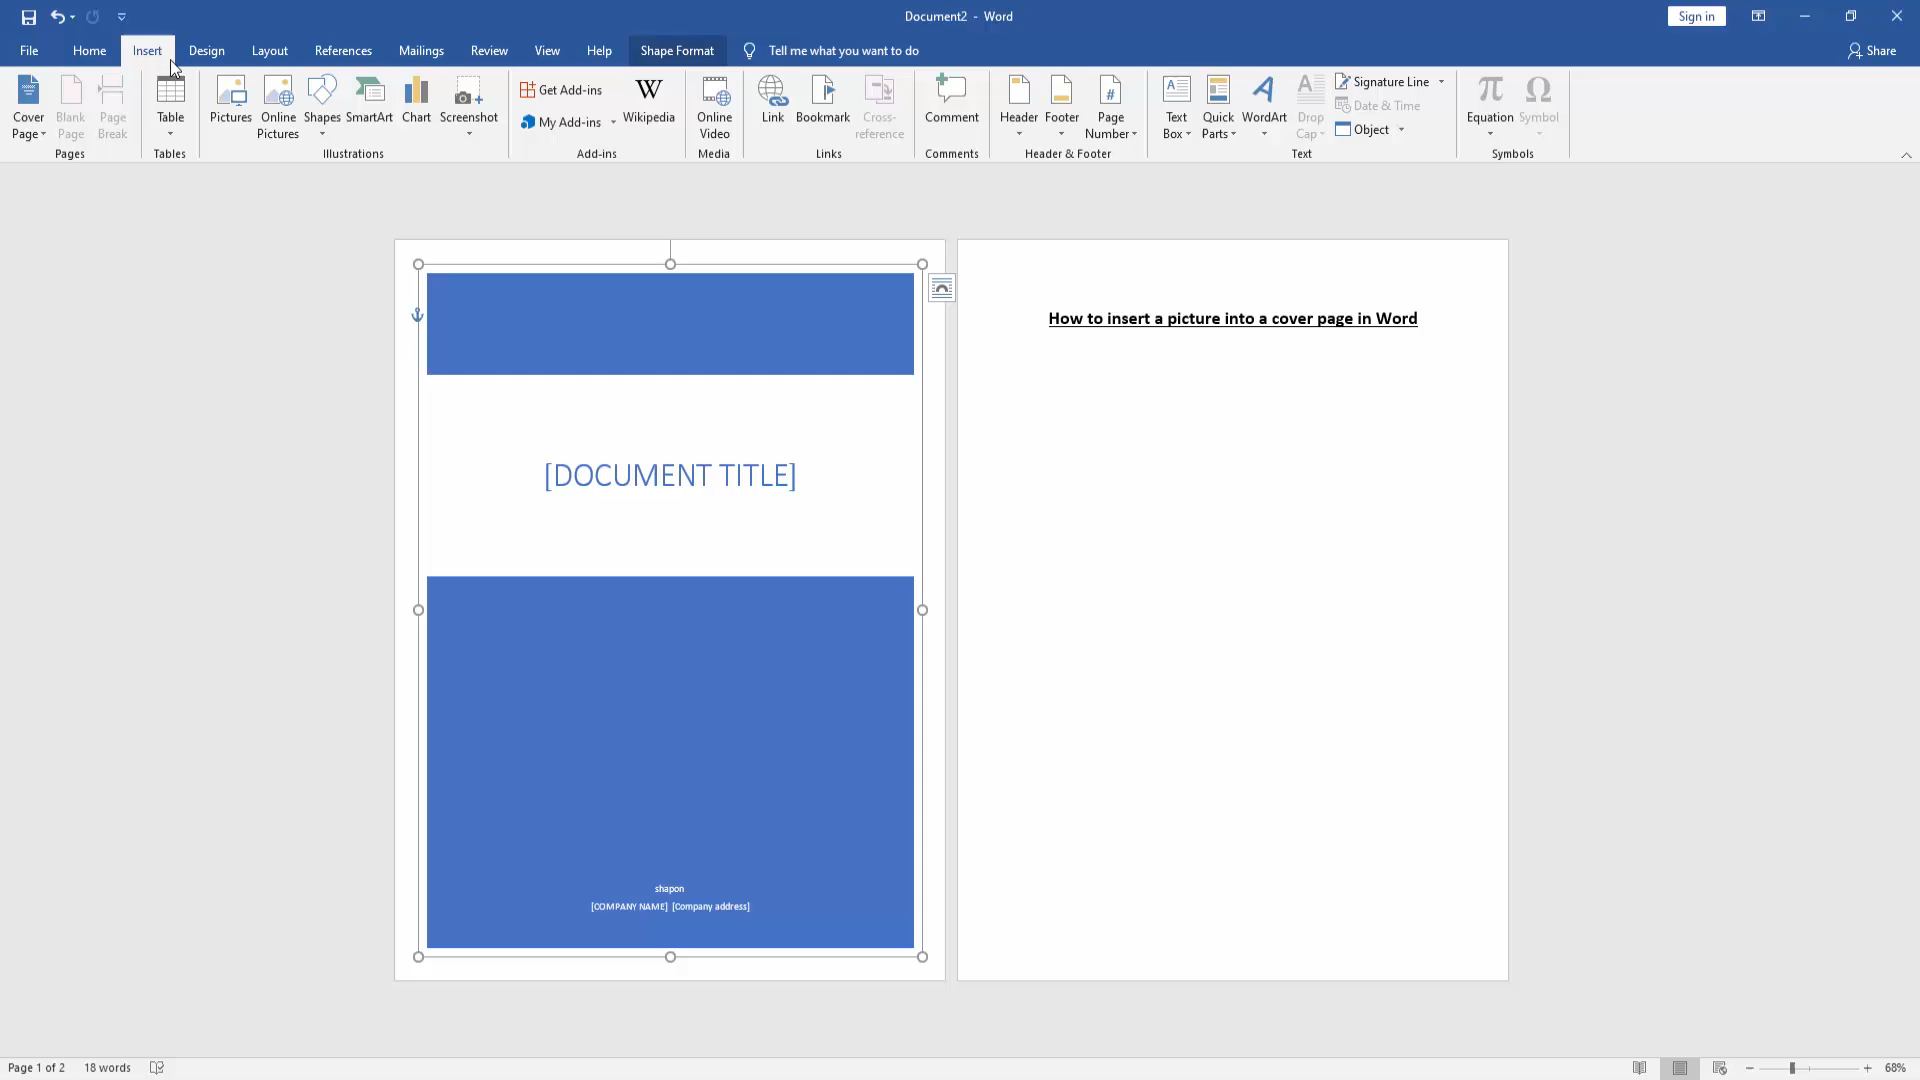 Document2 - Word
Sign in
File Home Insert Design Layout References Mailings Review View Help Shape Format Tell me what you want to do Share
Cover Page
Blank Page
Page Break
Pages
Table
Tables
Pictures
Online Pictures
Shapes
SmartArt
Chart
Screenshot
Illustrations
Get Add-ins
My Add-ins
Wikipedia
Add-ins
Online Video
Media
Link
Bookmark
Cross-reference
Links
Comment
Comments
Header
Footer
Page Number
Header & Footer
Text Box
Quick Parts
WordArt
Drop Cap
Signature Line
Date & Time
Object
Text
Equation
Symbol
Symbols
[DOCUMENT TITLE]
shapon
[COMPANY NAME] [Company address]
How to insert a picture into a cover page in Word
Page 1 of 2 18 words
68%